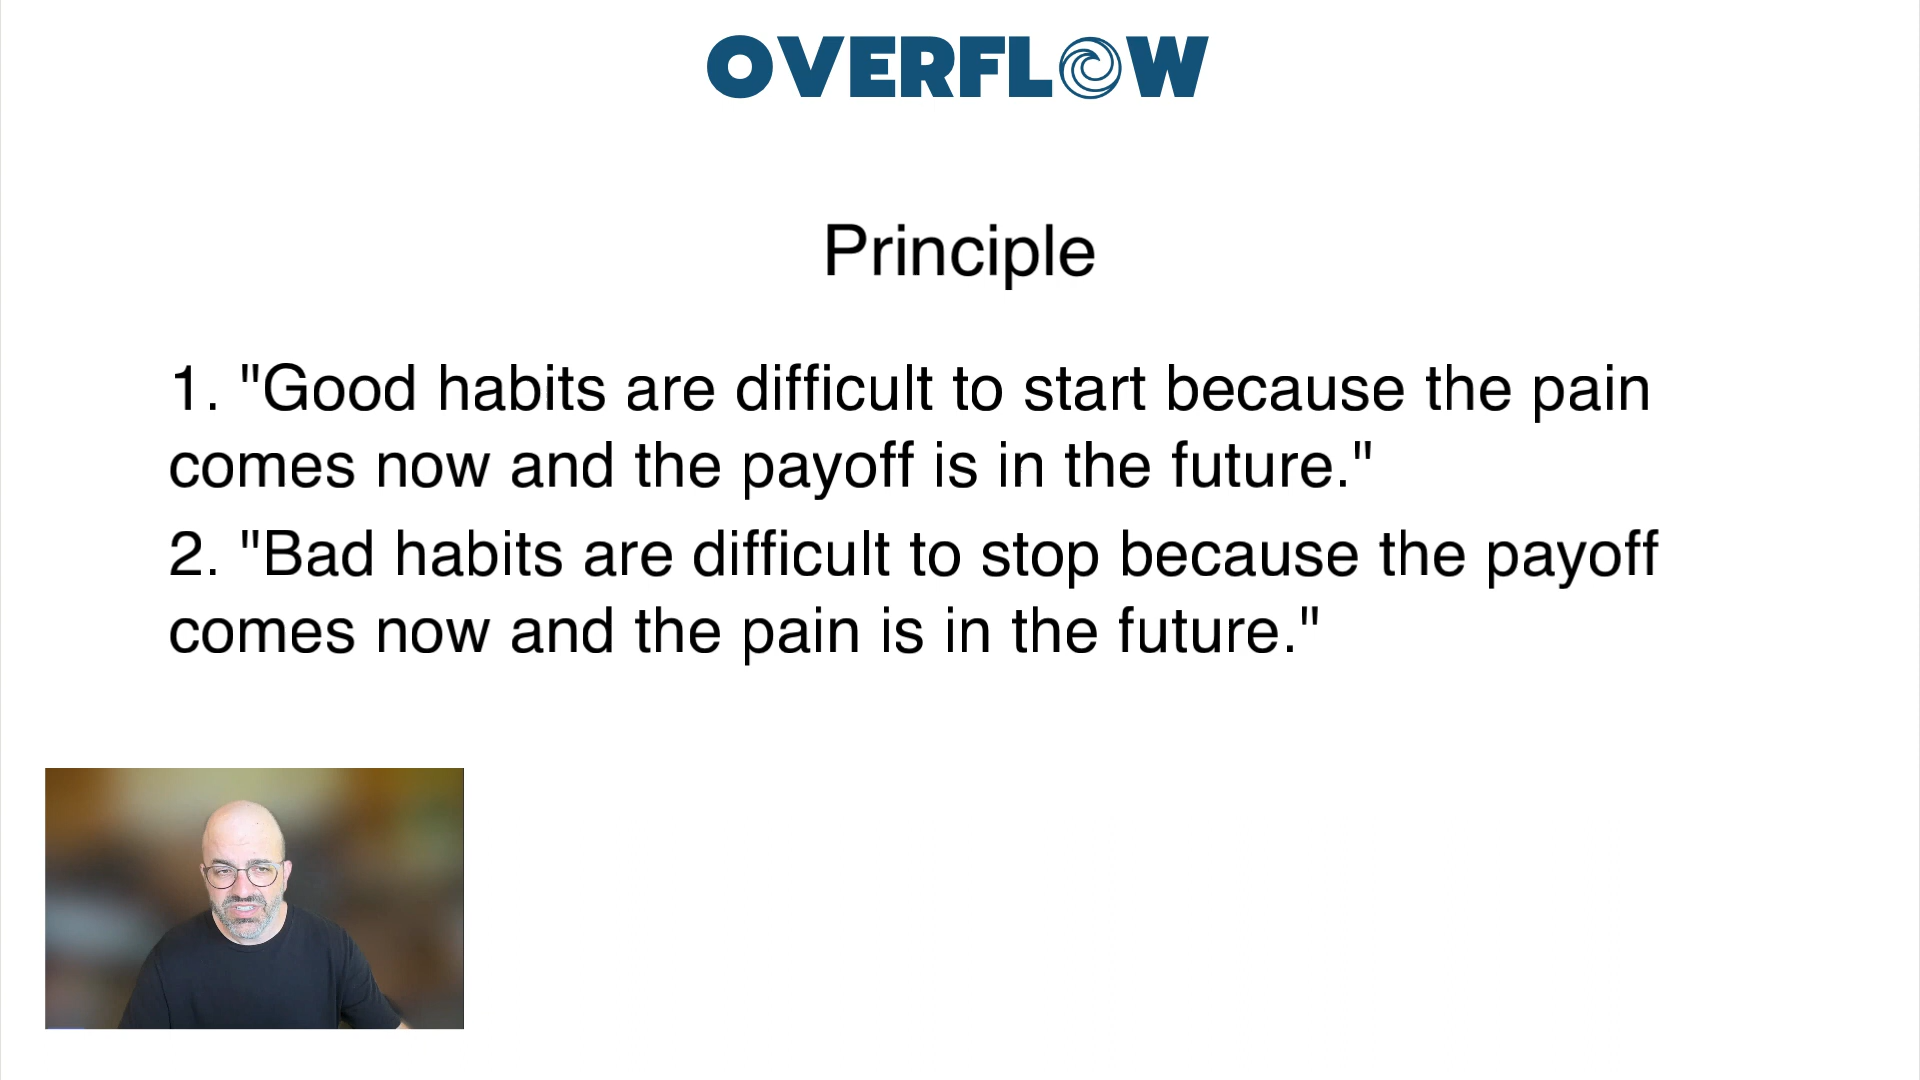 OVERFLOW
Principle
1. "Good habits are difficult to start because the pain
comes now and the payoff is in the future."
2. "Bad habits are difficult to stop because the payoff
comes now and the pain is in the future."